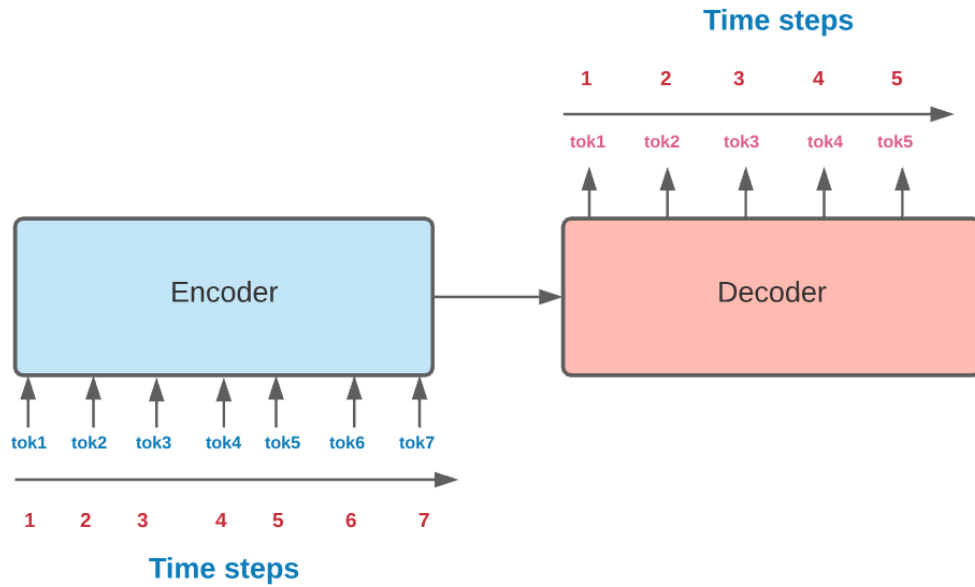 Time steps
1 2 3 4 5
tok1 tok2 tok3 tok4 tok5
Encoder
Decoder
tok1 tok2 tok3 tok4 tok5 tok6 tok7
1 2 3 4 5 6 7
Time steps